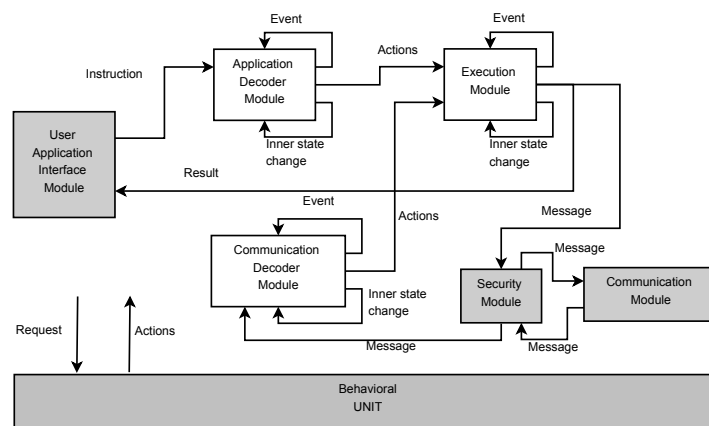 Event
Event
Application
Decoder
Module
Actions
Execution
Module
Instruction
User
Application
Interface
Module
Inner state
change
Inner state
change
Result
Event
Actions
Message
Communication
Decoder
Module
Message
Security
Module
Communication
Module
Inner state
change
Request
Actions
Message
Message
Behavioral
UNIT